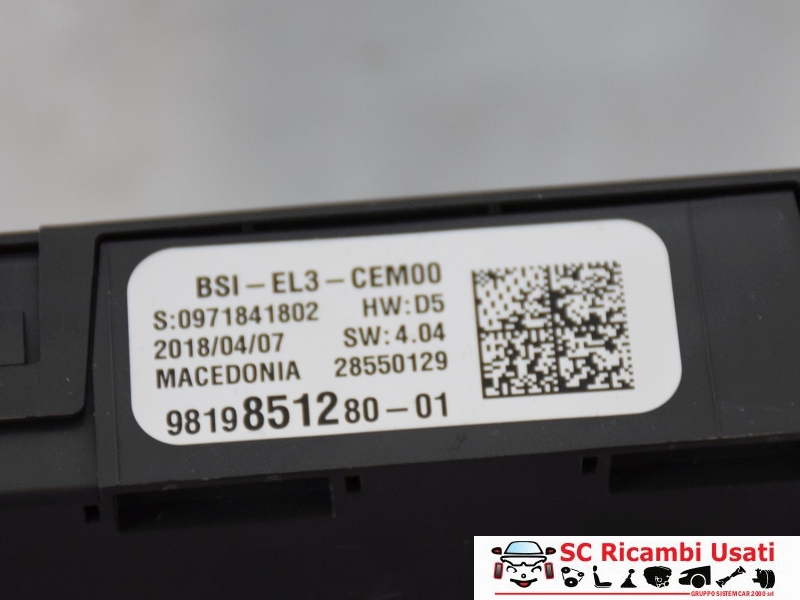 BSI-EL3-CEM00
S:0971841802 HW:D5
2018/04/07 SW:4.04
MACEDONIA 28550129
9819851280-01
SC Ricambi Usati
GRUPPO SISTEMCAR 2000 srl